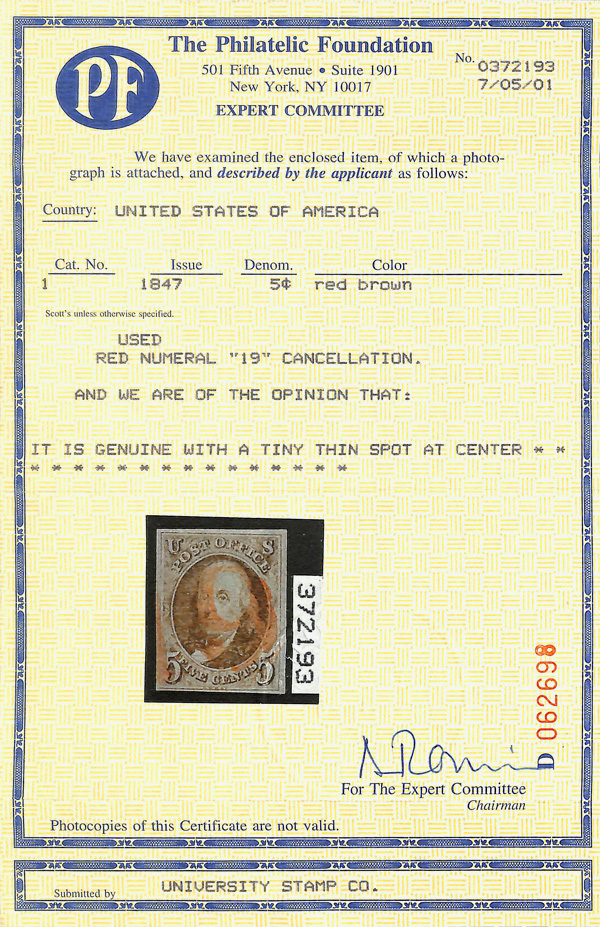 The Philatelic Foundation
PF
501 Fifth Avenue • Suite 1901
New York, NY 10017
EXPERT COMMITTEE
No. 0372193
7/05/01
We have examined the enclosed item, of which a photo-
graph is attached, and described by the applicant as follows:
Country: UNITED STATES OF AMERICA
Cat. No. Issue Denom. Color
1 1847 5¢ red brown
Scott's unless otherwise specified.
USED
RED NUMERAL "19" CANCELLATION.
AND WE ARE OF THE OPINION THAT:
IT IS GENUINE WITH A TINY THIN SPOT AT CENTER * *
* * * * * * * * * * * * * * *
U S
POST OFFICE
5 FIVE CENTS 5
372193
D 062698
For The Expert Committee
Chairman
Photocopies of this Certificate are not valid.
Submitted by UNIVERSITY STAMP CO.